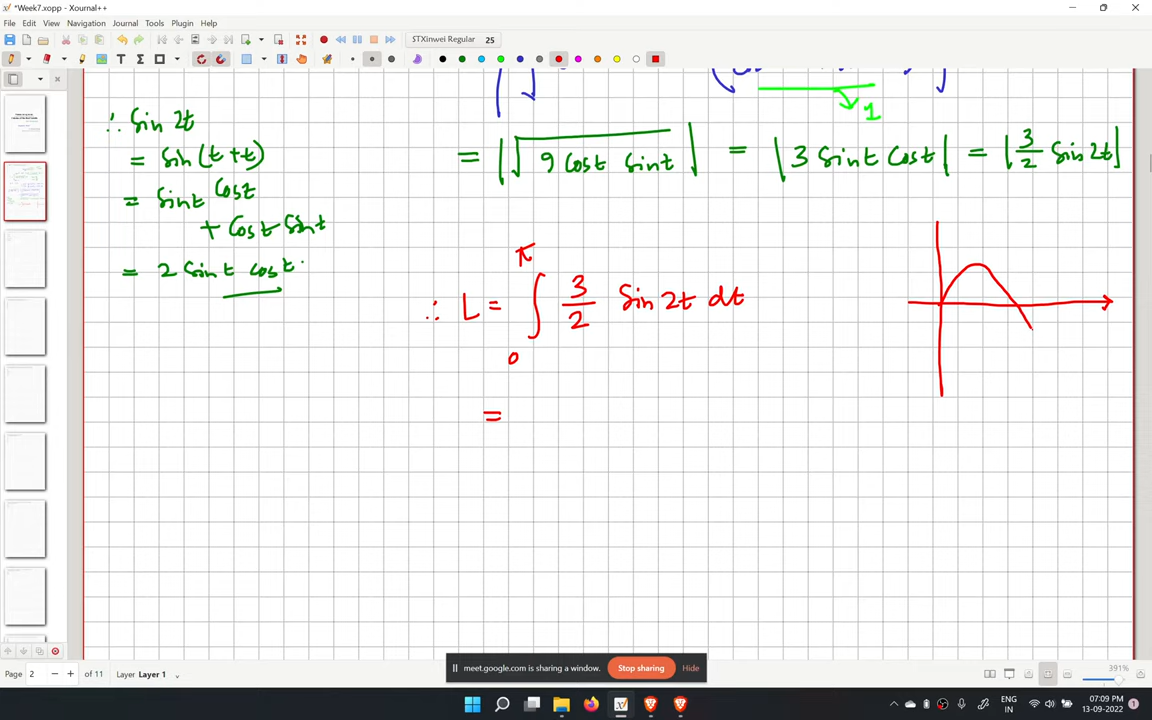 *Week7.xopp - Xournal++
File Edit View Navigation Journal Tools Plugin Help
STXinwei Regular 25
1
∴ Sin 2t
= Sin (t + t)
= Sint Cost
+ Cost Sint
= 2 Sint Cost
= |√9 Cost Sint| = |3 Sint Cost| = |3/2 Sin 2t|
π
∴ L = ∫ 3/2 Sin 2t dt
0
=
meet.google.com is sharing a window. Stop sharing Hide
Page 2 of 11 Layer Layer 1
391%
ENG 07:09 PM
IN 13-09-2022